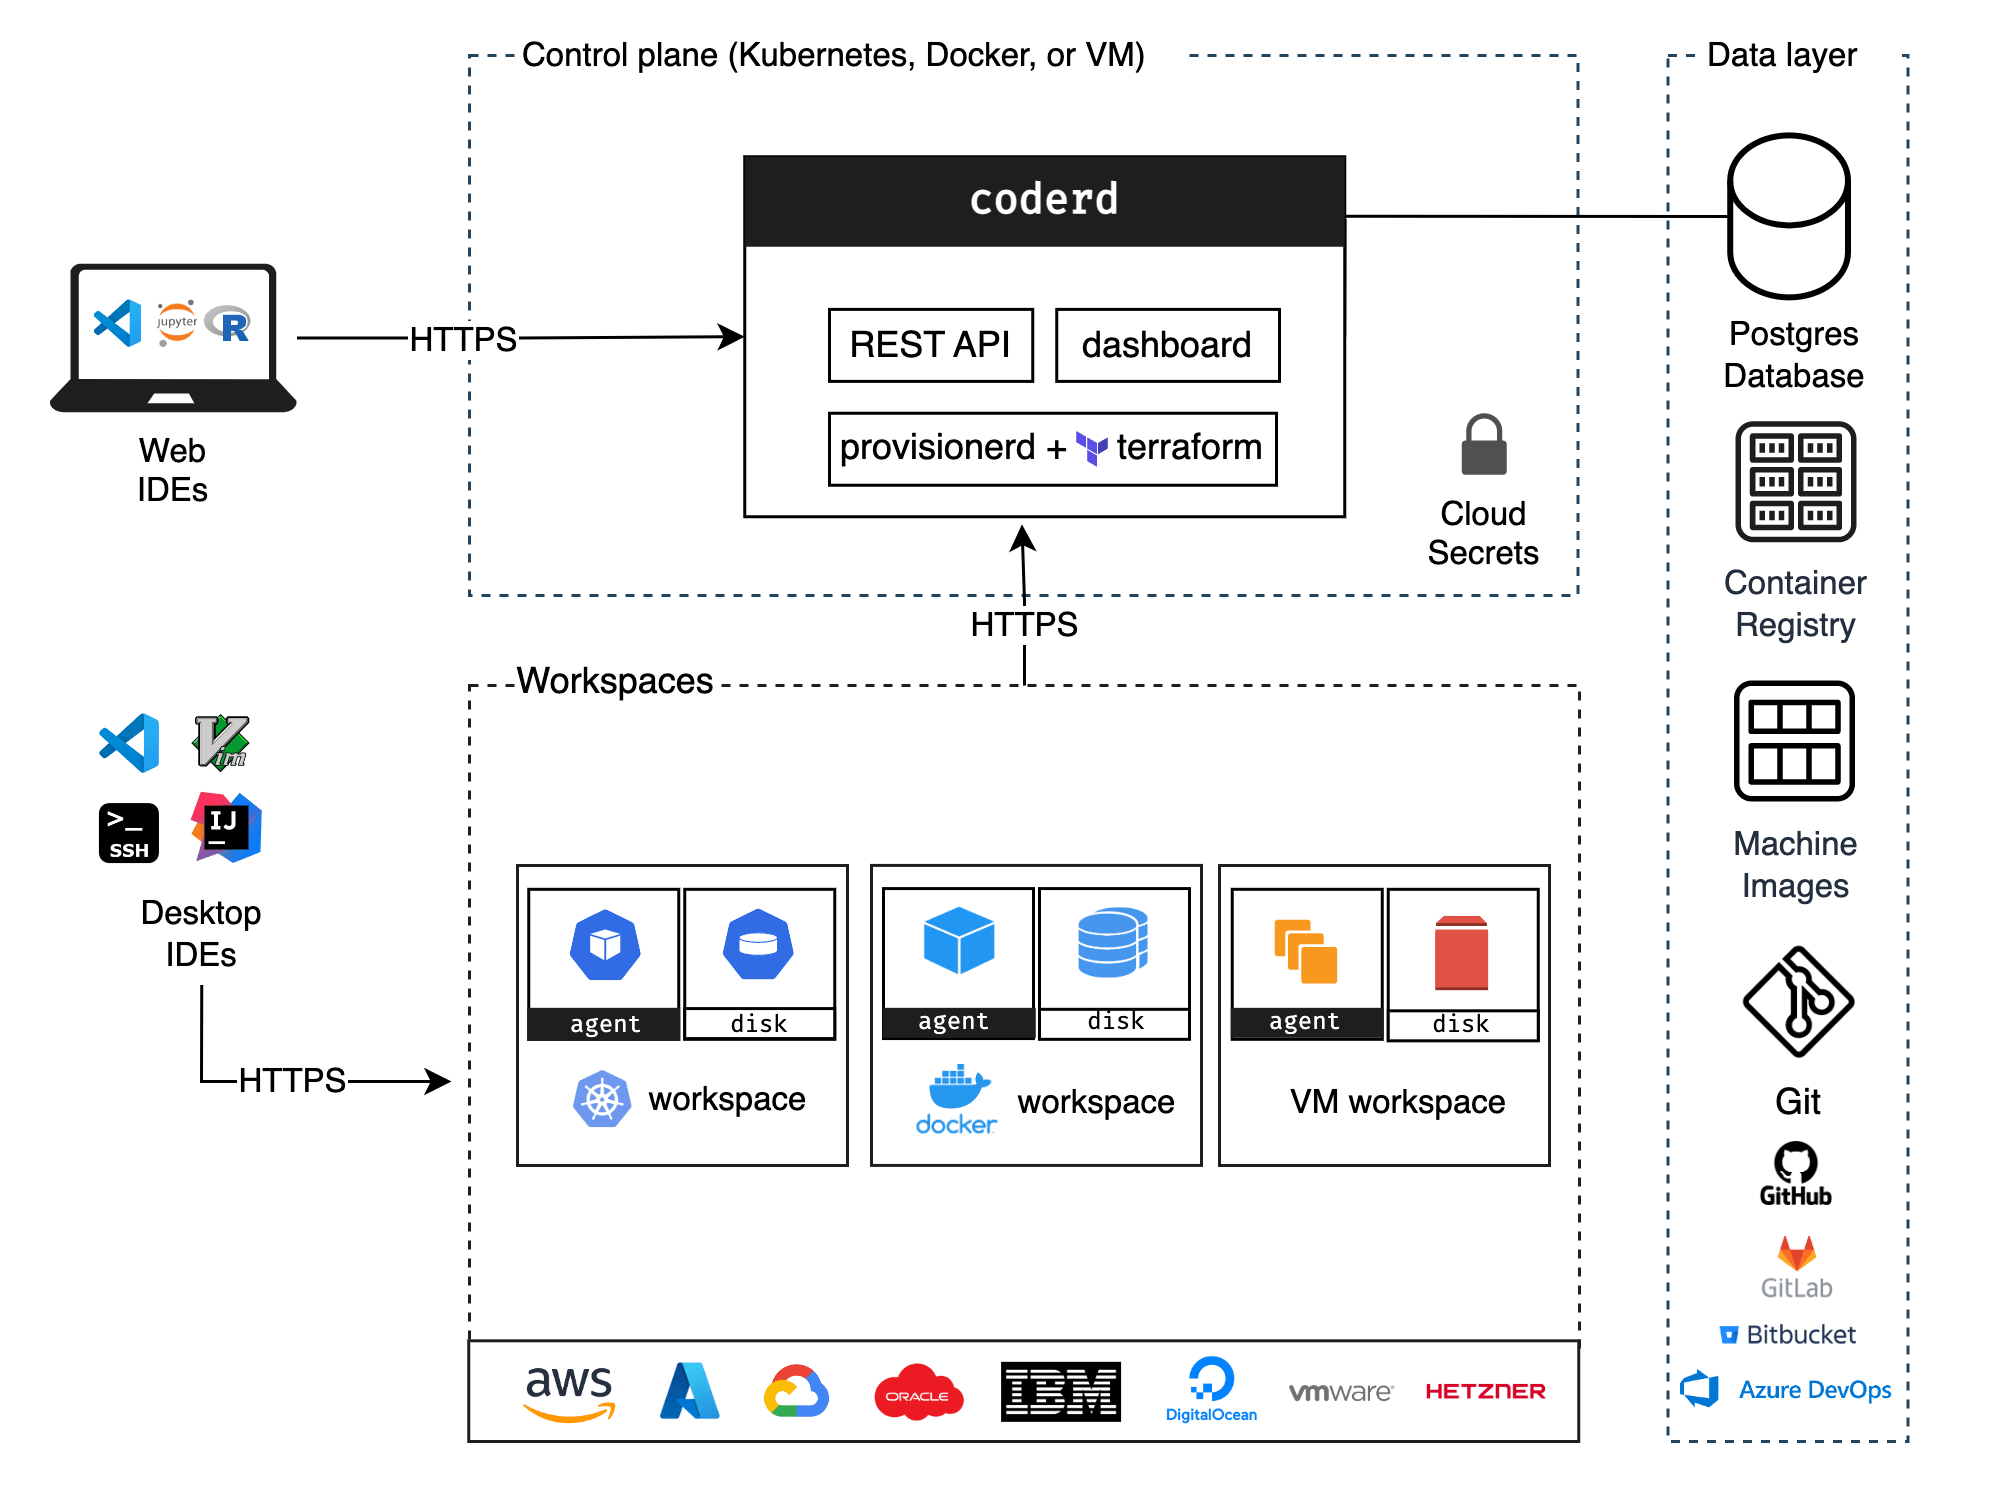 Control plane (Kubernetes, Docker, or VM)
Data layer
coderd
REST API
dashboard
provisionerd + terraform
Cloud
Secrets
jupyter
R
HTTPS
Web
IDEs
HTTPS
Postgres
Database
Container
Registry
Machine
Images
Git
GitHub
GitLab
Bitbucket
Azure DevOps
Workspaces
Vim
>_
SSH
IJ
Desktop
IDEs
HTTPS
agent
disk
workspace
agent
disk
docker
workspace
agent
disk
VM workspace
aws
ORACLE
IBM
DigitalOcean
vmware
HETZNER